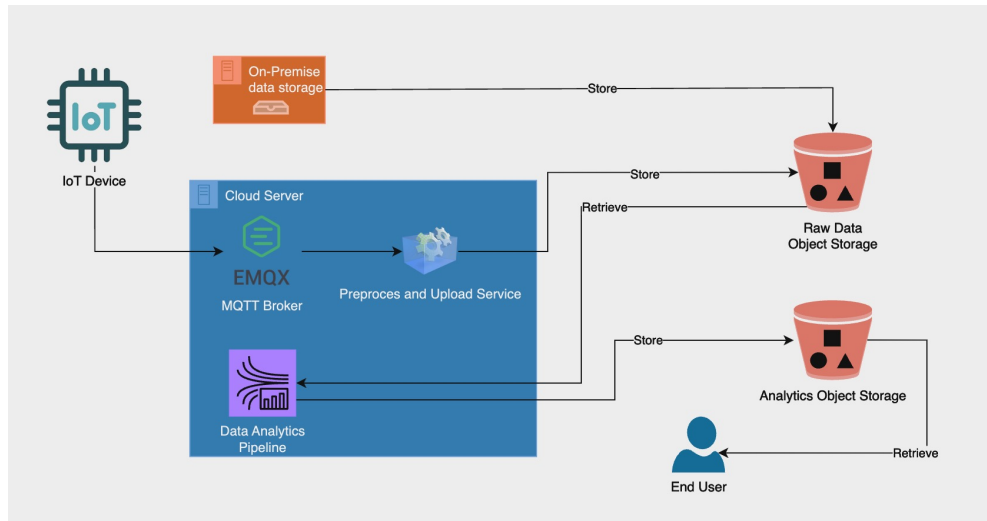 On-Premise
data storage
Store
IoT
IoT Device
Cloud Server
Store
Retrieve
Raw Data
Object Storage
EMQX
MQTT Broker
Preproces and Upload Service
Store
Analytics Object Storage
Data Analytics
Pipeline
Retrieve
End User